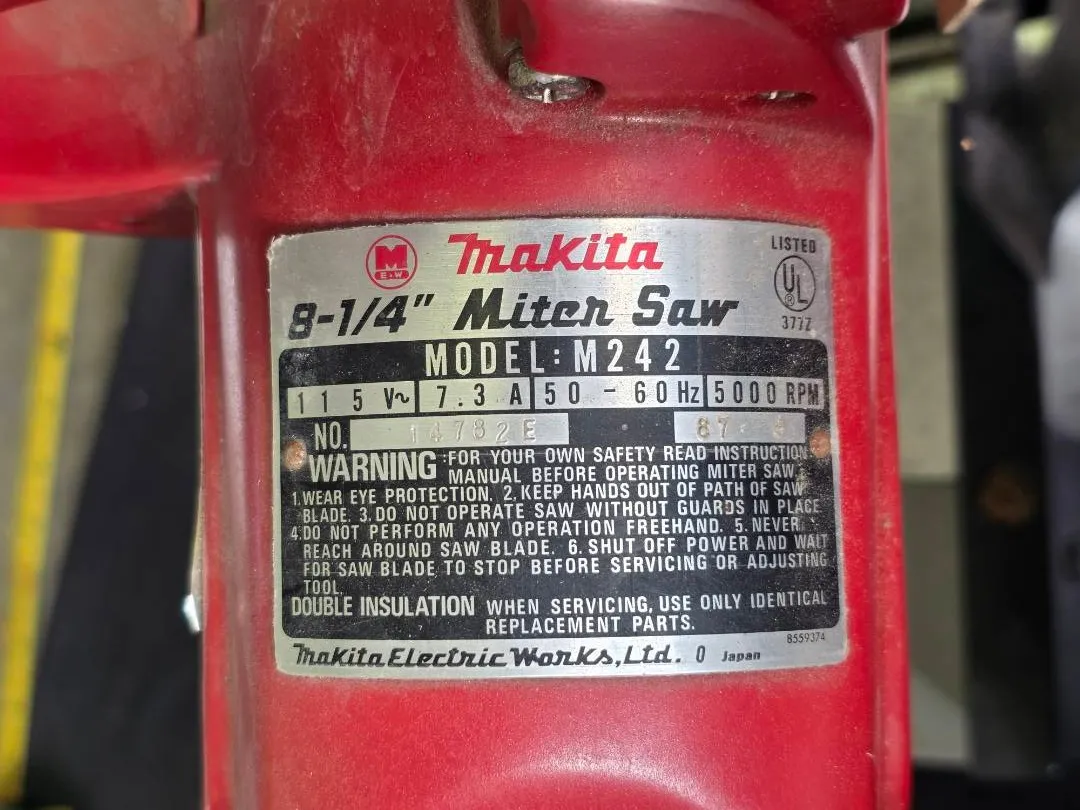 M
E.W
Makita
LISTED
8-1/4" Miter Saw
UL
®
377Z
MODEL: M242
115 V~ 7.3 A 50 - 60 Hz 5000 RPM
NO. 14782E 87
WARNING :FOR YOUR OWN SAFETY READ INSTRUCTION
MANUAL BEFORE OPERATING MITER SAW.
1.WEAR EYE PROTECTION. 2.KEEP HANDS OUT OF PATH OF SAW
BLADE. 3.DO NOT OPERATE SAW WITHOUT GUARDS IN PLACE
4.DO NOT PERFORM ANY OPERATION FREEHAND. 5. NEVER
REACH AROUND SAW BLADE. 6. SHUT OFF POWER AND WAIT
FOR SAW BLADE TO STOP BEFORE SERVICING OR ADJUSTING
TOOL.
DOUBLE INSULATION WHEN SERVICING, USE ONLY IDENTICAL
REPLACEMENT PARTS.
8559374
Makita Electric Works, Ltd. 0 Japan